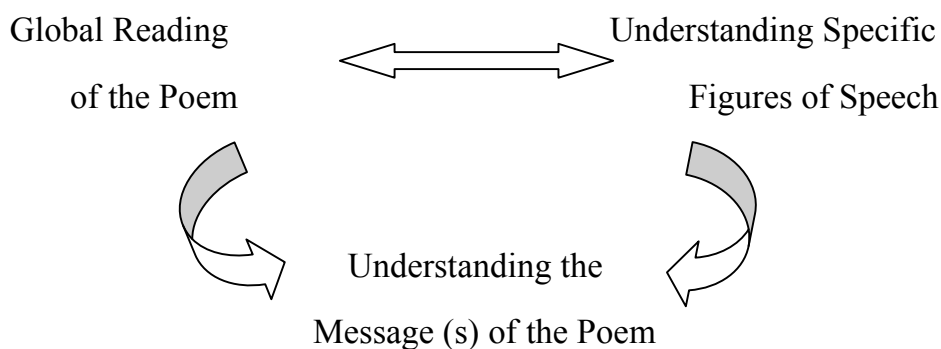 Global Reading
of the Poem
Understanding Specific
Figures of Speech
Understanding the
Message (s) of the Poem